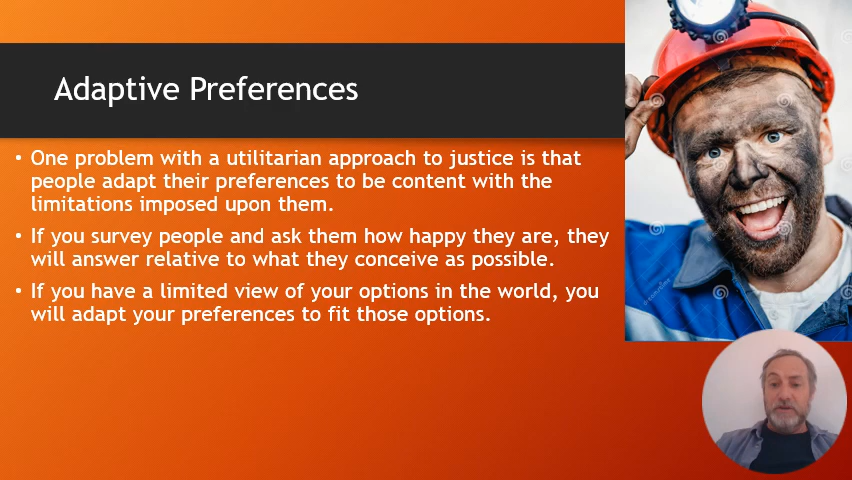 Adaptive Preferences
• One problem with a utilitarian approach to justice is that
people adapt their preferences to be content with the
limitations imposed upon them.
• If you survey people and ask them how happy they are, they
will answer relative to what they conceive as possible.
• If you have a limited view of your options in the world, you
will adapt your preferences to fit those options.